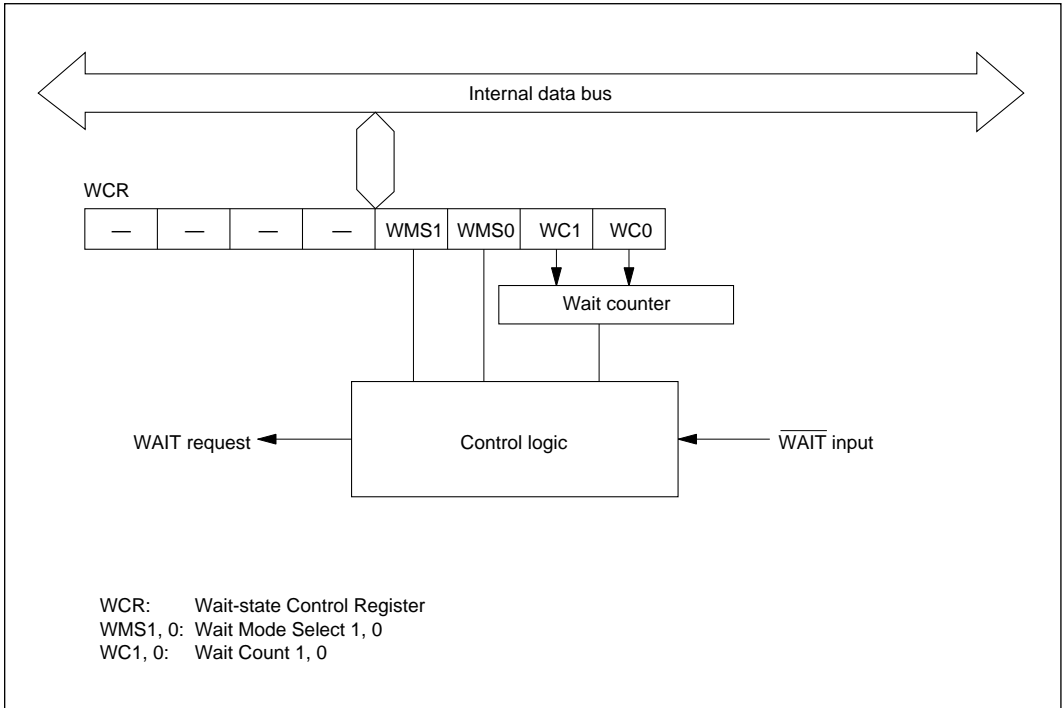 Internal data bus
WCR
— — — — WMS1 WMS0 WC1 WC0
Wait counter
WAIT request Control logic W̅A̅I̅T̅ input
WCR: Wait-state Control Register
WMS1, 0: Wait Mode Select 1, 0
WC1, 0: Wait Count 1, 0